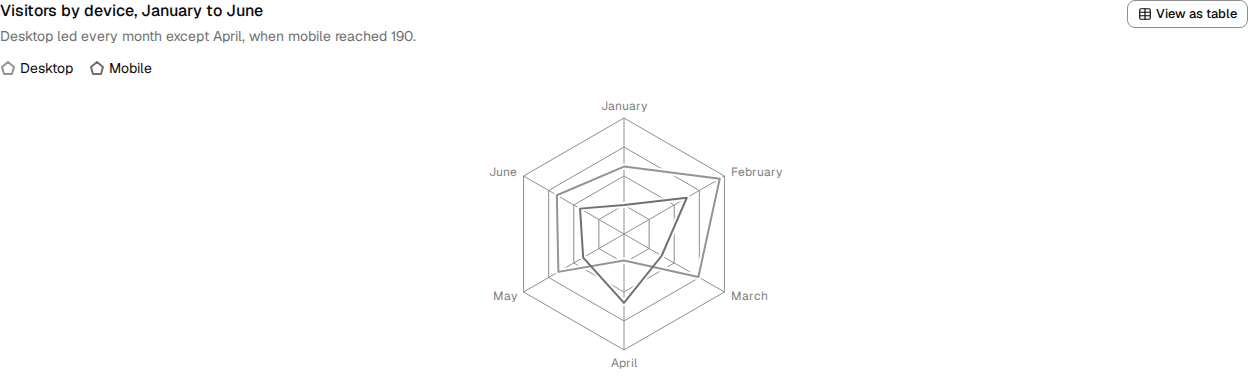 Visitors by device, January to June
View as table
Desktop led every month except April, when mobile reached 190.
Desktop Mobile
January
June February
May March
April